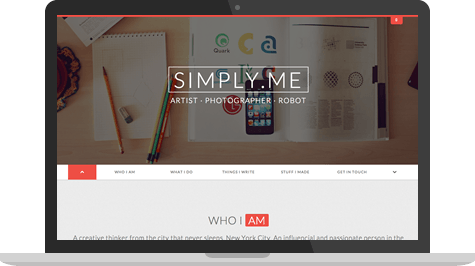 Quark
SIMPLY.ME
ARTIST - PHOTOGRAPHER - ROBOT
WHO I AM
WHAT I DO
THINGS I WRITE
STUFF I MADE
GET IN TOUCH
WHO I AM
A creative thinker from the city that never sleeps, New York City. An influencial and passionate person in the